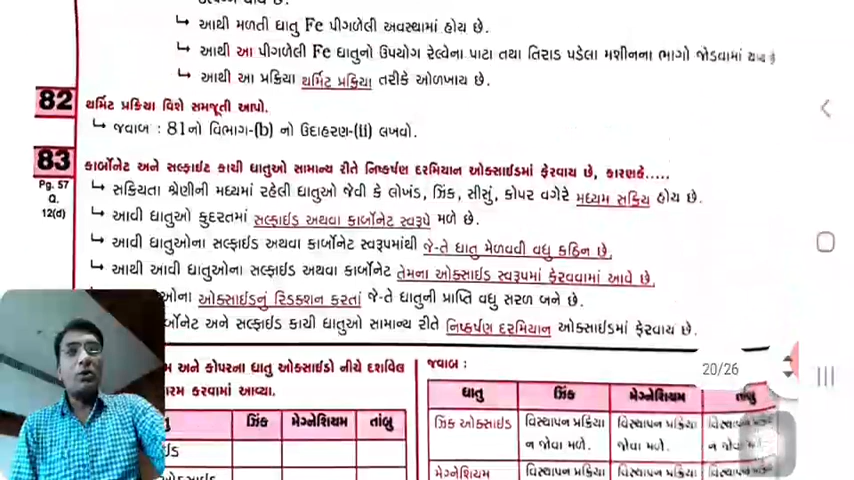 ↳ આથી મળતી ધાતુ Fe પીગળેલી અવસ્થામાં હોય છે.
↳ આથી આ પીગળેલી Fe ધાતુનો ઉપયોગ રેલ્વેના પાટા તથા તિરાડ પડેલા મશીનના ભાગો જોડવામાં
↳ આથી આ પ્રક્રિયા થર્મિટ પ્રક્રિયા તરીકે ઓળખાય છે.
82 થર્મિટ પ્રક્રિયા વિશે સમજૂતી આપો.
↳ જવાબ : 81નો વિભાગ-(b) નો ઉદાહરણ-(ii) લખવો.
83 કાર્બોનેટ અને સલ્ફાઈટ કાચી ધાતુઓ સામાન્ય રીતે નિષ્કર્ષણ દરમિયાન ઓક્સાઈડમાં ફેરવાય છે, કારણકે.....
Pg. 57
Q.
12(d)
↳ સક્રિયતા શ્રેણીની મધ્યમાં રહેલી ધાતુઓ જેવી કે લોખંડ, ઝિંક, સીસું, કોપર વગેરે મધ્યમ સક્રિય હોય છે.
↳ આવી ધાતુઓ કુદરતમાં સલ્ફાઈડ અથવા કાર્બોનેટ સ્વરૂપે મળે છે.
↳ આવી ધાતુઓના સલ્ફાઈડ અથવા કાર્બોનેટ સ્વરૂપમાંથી જે-તે ધાતુ મેળવવી વધુ કઠિન છે.
↳ આથી આવી ધાતુઓના સલ્ફાઈડ અથવા કાર્બોનેટ તેમના ઓક્સાઈડ સ્વરૂપમાં ફેરવવામાં આવે છે.
ઓક્સાઈડનું રિડક્શન કરતાં જે-તે ધાતુની પ્રાપ્તિ વધુ સરળ બને છે.
અને સલ્ફાઈડ કાચી ધાતુઓ સામાન્ય રીતે નિષ્કર્ષણ દરમિયાન ઓક્સાઈડમાં ફેરવાય છે.
અને કોપરના ધાતુ ઓક્સાઈડો નીચે દર્શાવેલ
કરવામાં આવ્યા.
ઝિંક મેગ્નેશિયમ તાંબુ
જવાબ :
20/26
ધાતુ ઝિંક મેગ્નેશિયમ તાંબુ
ઝિંક ઓક્સાઈડ વિસ્થાપન પ્રક્રિયા ન જોવા મળે. વિસ્થાપન પ્રક્રિયા જોવા મળે.
મેગ્નેશિયમ વિસ્થાપન પ્રક્રિયા વિસ્થાપન પ્રક્રિયા